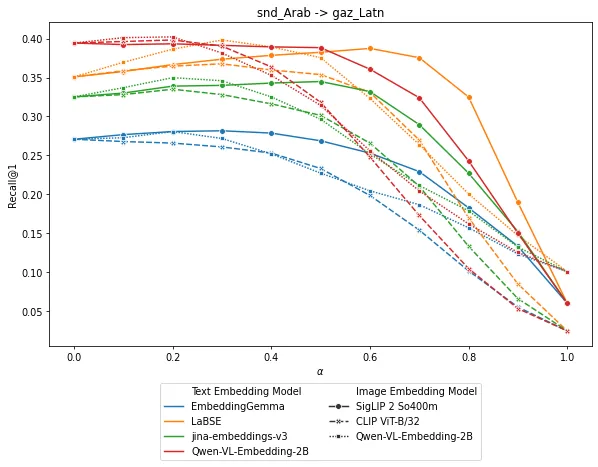 snd_Arab -> gaz_Latn
Recall@1
0.40
0.35
0.30
0.25
0.20
0.15
0.10
0.05
0.0
0.2
0.4
0.6
0.8
1.0
α
Text Embedding Model
EmbeddingGemma
LaBSE
jina-embeddings-v3
Qwen-VL-Embedding-2B
Image Embedding Model
SigLIP 2 So400m
CLIP ViT-B/32
Qwen-VL-Embedding-2B